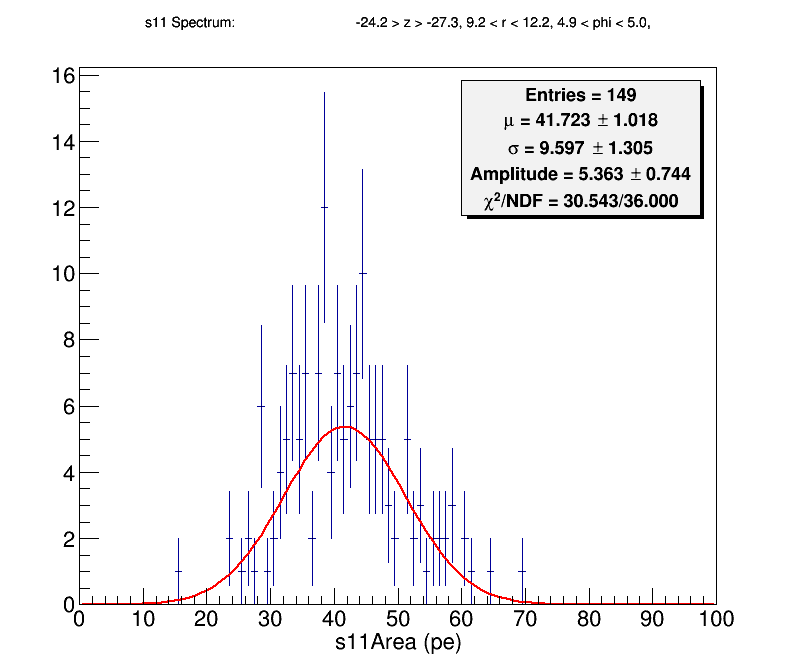 s11 Spectrum: -24.2 > z > -27.3, 9.2 < r < 12.2, 4.9 < phi < 5.0,
Entries = 149
μ = 41.723 ± 1.018
σ = 9.597 ± 1.305
Amplitude = 5.363 ± 0.744
χ²/NDF = 30.543/36.000
16
14
12
10
8
6
4
2
0
0 10 20 30 40 50 60 70 80 90 100
s11Area (pe)